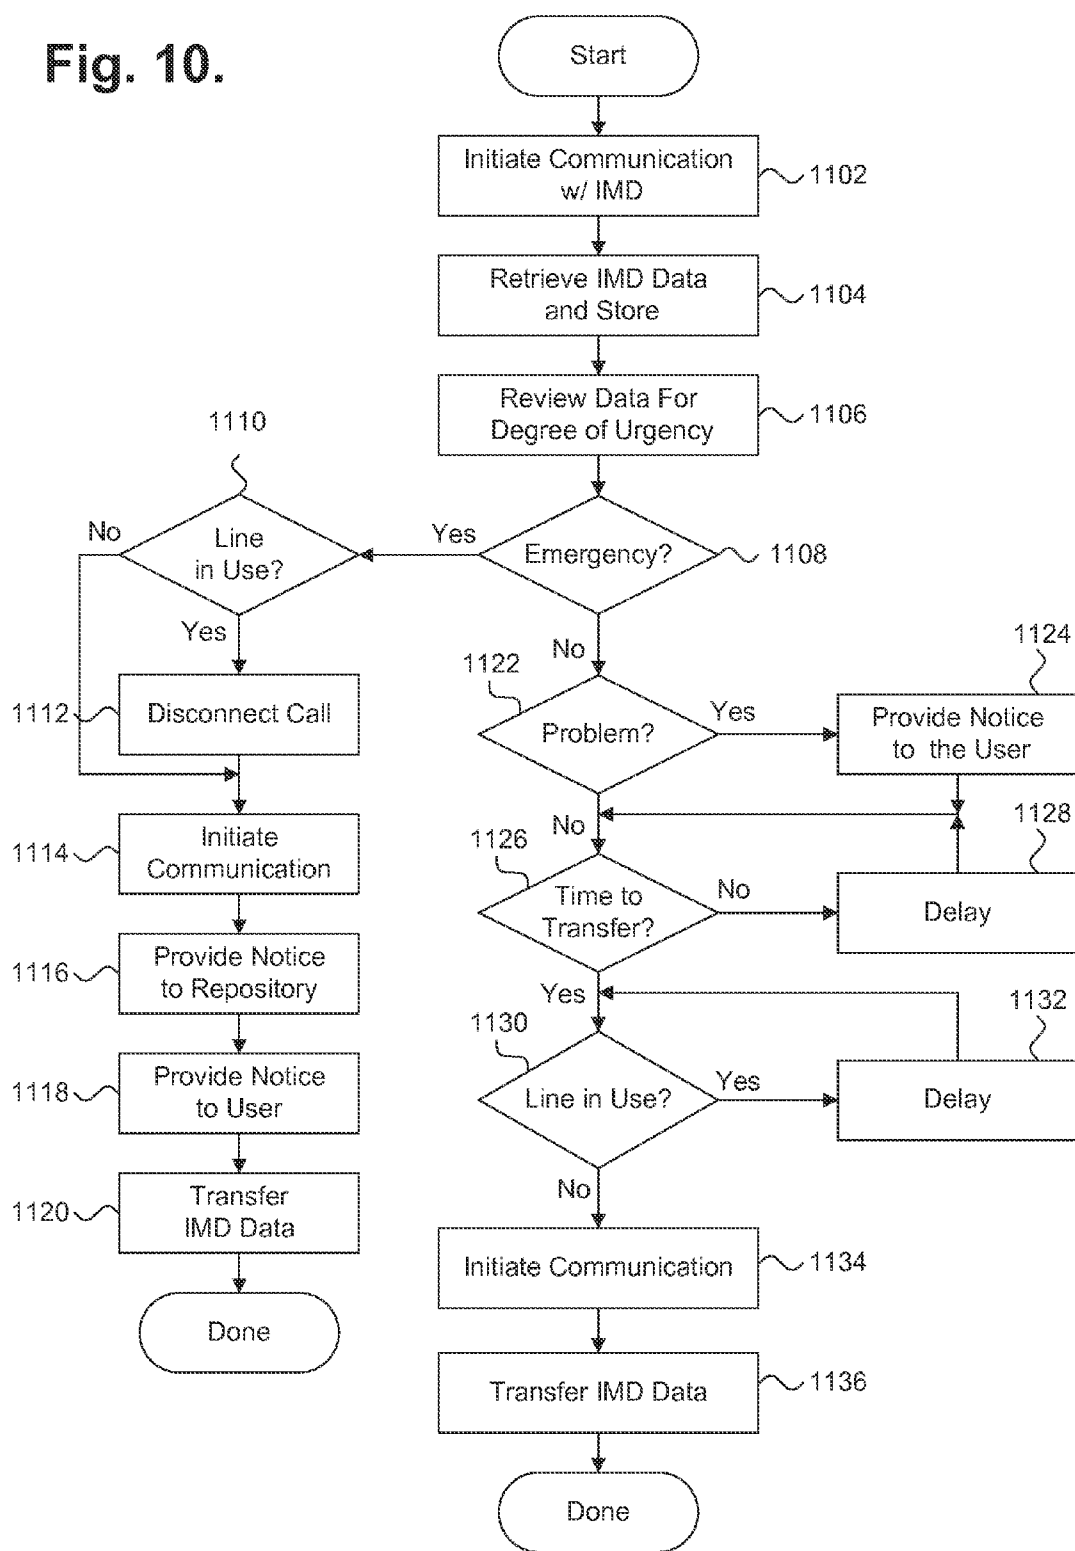 Fig. 10.
Start
Initiate Communication
w/ IMD
1102
Retrieve IMD Data
and Store
1104
Review Data For
Degree of Urgency
1106
1110
No
Line
in Use?
Yes
Emergency?
1108
Yes
No
1112
Disconnect Call
1122
Problem?
Yes
1124
Provide Notice
to the User
1114
Initiate
Communication
No
1126
Time to
Transfer?
No
1128
Delay
1116
Provide Notice
to Repository
Yes
1130
Line in Use?
Yes
1132
Delay
1118
Provide Notice
to User
1120
Transfer
IMD Data
No
Initiate Communication
1134
Done
Transfer IMD Data
1136
Done